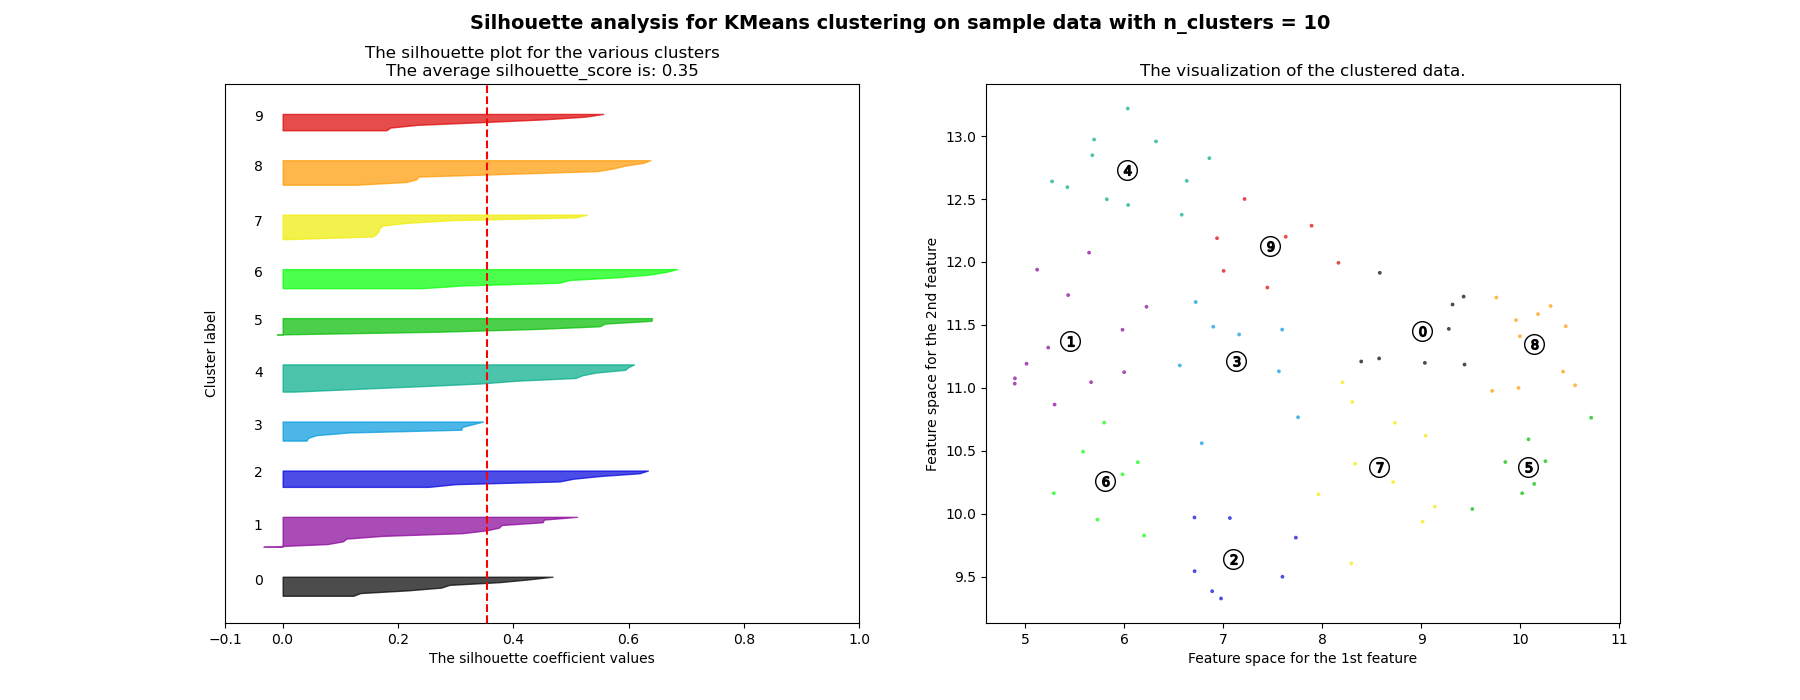 Silhouette analysis for KMeans clustering on sample data with n_clusters = 10
The silhouette plot for the various clusters
The average silhouette_score is: 0.35
9
8
7
6
5
4
3
2
1
0
Cluster label
−0.1 0.0 0.2 0.4 0.6 0.8 1.0
The silhouette coefficient values
The visualization of the clustered data.
13.0
12.5
12.0
11.5
11.0
10.5
10.0
9.5
Feature space for the 2nd feature
4
9
0
1
8
3
7
5
6
2
5 6 7 8 9 10 11
Feature space for the 1st feature